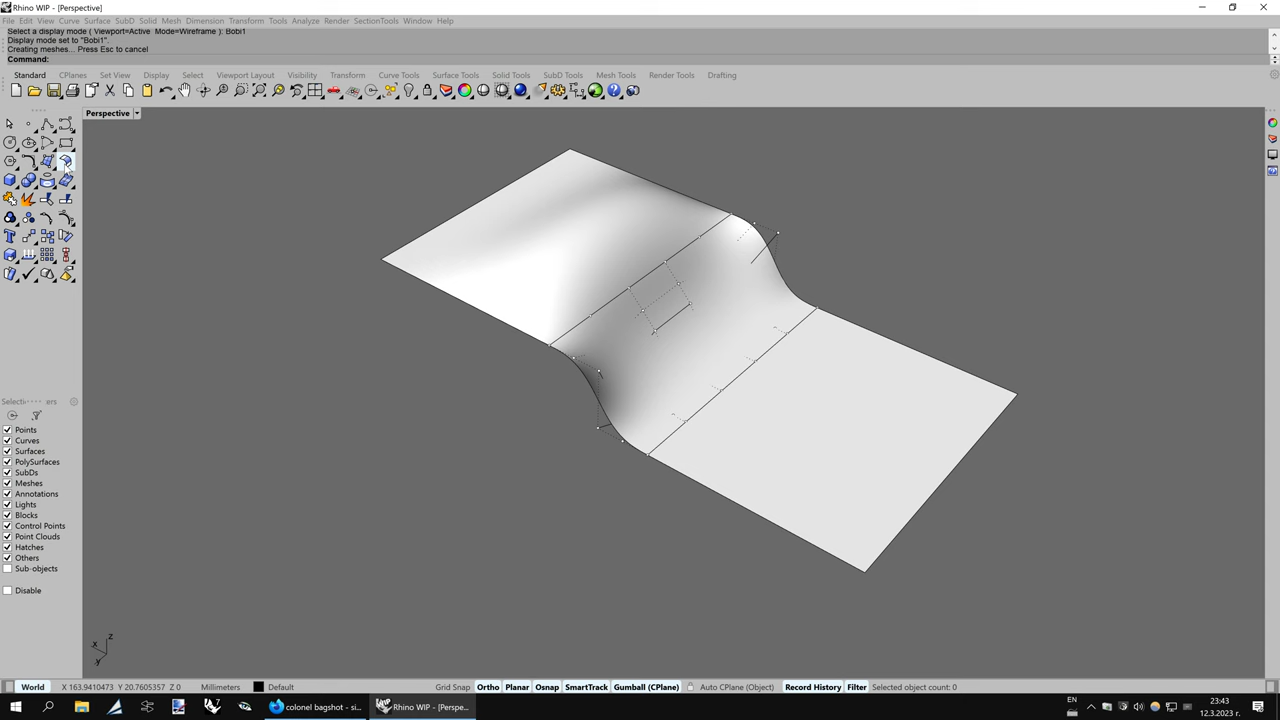 Rhino WIP - [Perspective]
File Edit View Curve Surface SubD Solid Mesh Dimension Transform Tools Analyze Render SectionTools Window Help
Select a display mode ( Viewport=Active Mode=Wireframe ): Bobi1
Display mode set to "Bobi1".
Creating meshes... Press Esc to cancel
Command:
Standard CPlanes Set View Display Select Viewport Layout Visibility Transform Curve Tools Surface Tools Solid Tools SubD Tools Mesh Tools Render Tools Drafting
Perspective
Selecti ers
Points
Curves
Surfaces
PolySurfaces
SubDs
Meshes
Annotations
Lights
Blocks
Control Points
Point Clouds
Hatches
Others
Sub-objects
Disable
z
x
y
World X 163.9410473 Y 20.7605357 Z 0 Millimeters Default Grid Snap Ortho Planar Osnap SmartTrack Gumball (CPlane) Auto CPlane (Object) Record History Filter Selected object count: 0
colonel bagshot - si... Rhino WIP - [Perspe... EN 23:43
12.3.2023 г.